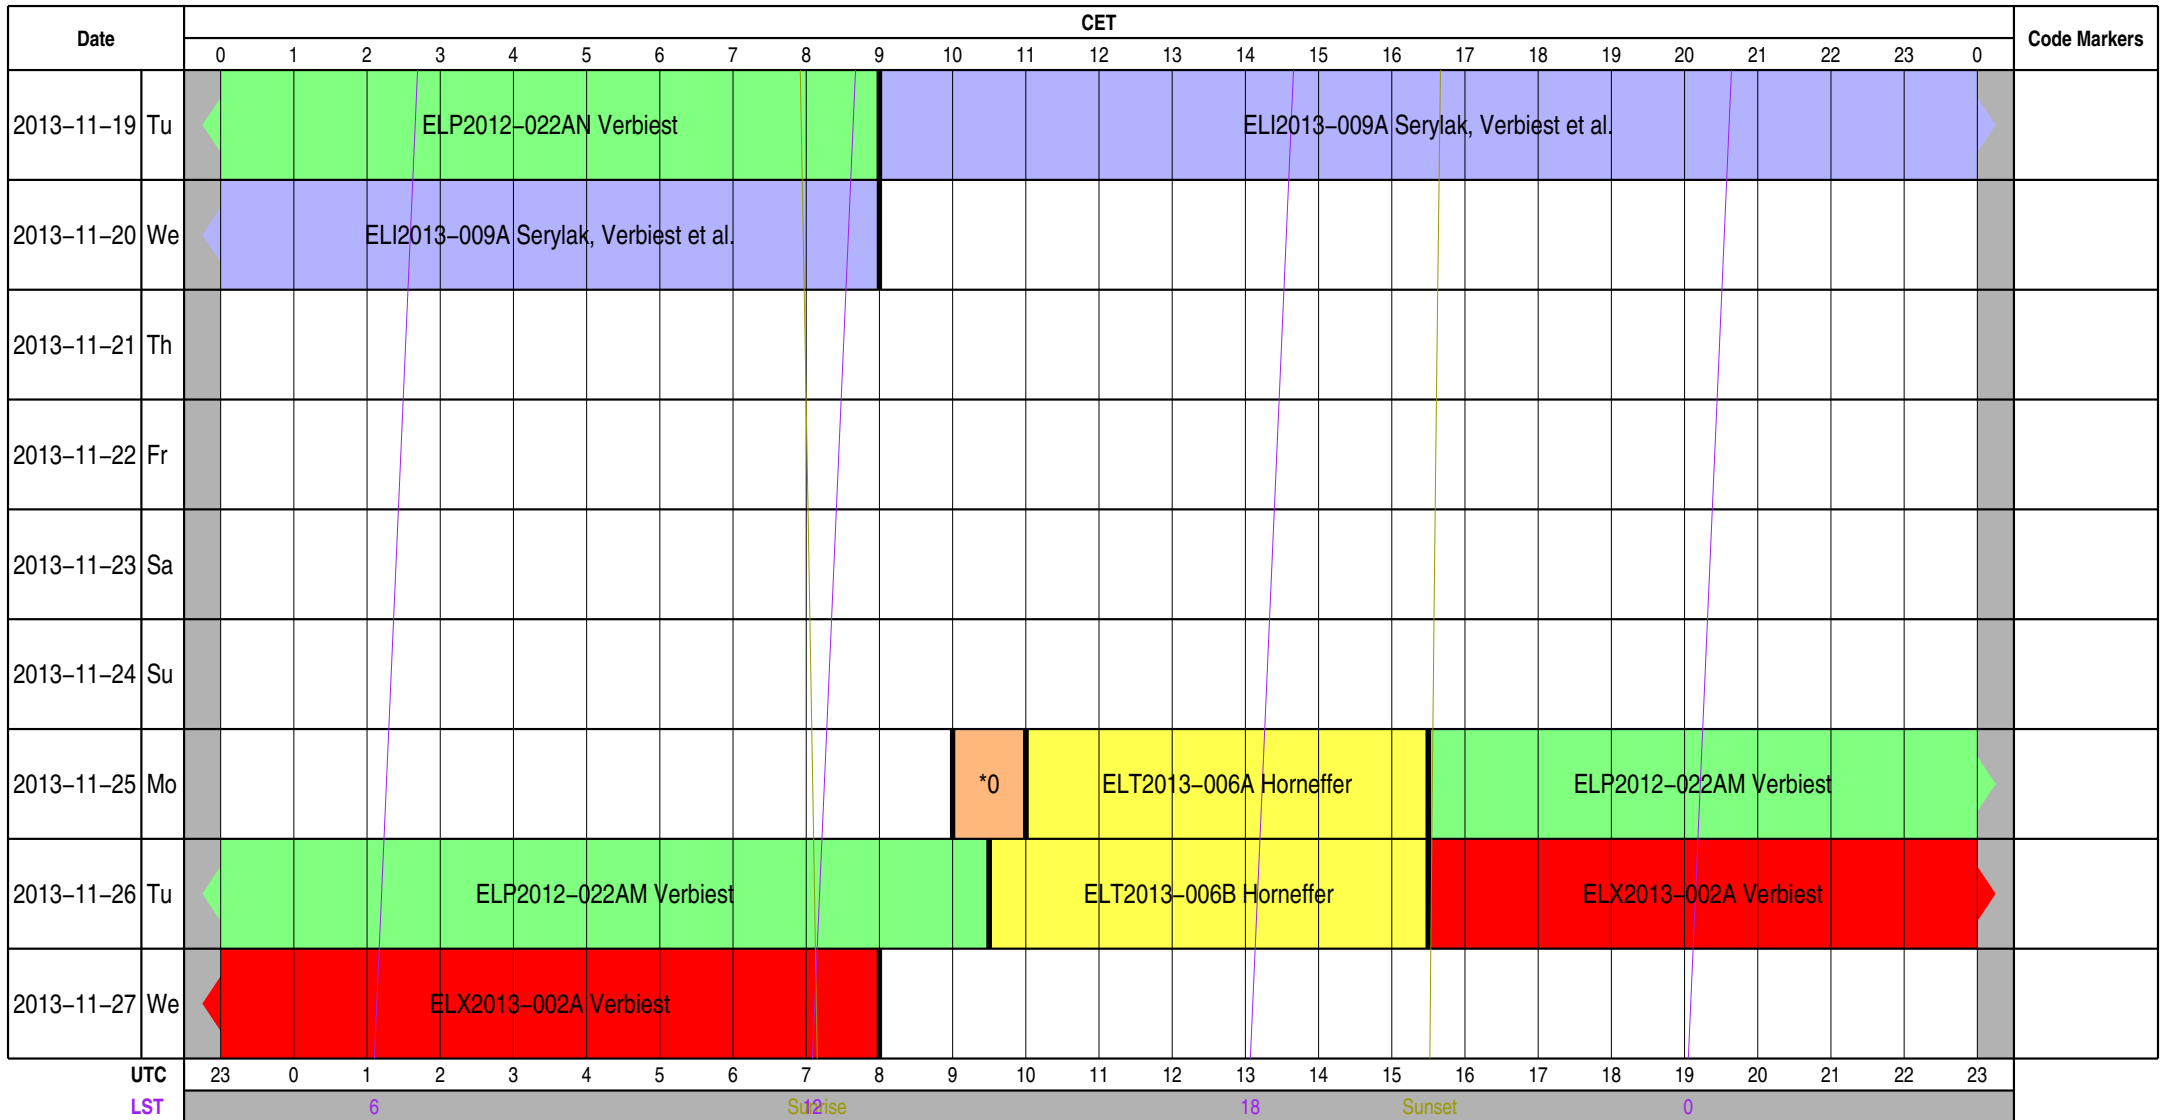 Date CET Code Markers
0 1 2 3 4 5 6 7 8 9 10 11 12 13 14 15 16 17 18 19 20 21 22 23 0
2013−11−19 Tu ELP2012−022AN Verbiest ELI2013−009A Serylak, Verbiest et al.
2013−11−20 We ELI2013−009A Serylak, Verbiest et al.
2013−11−21 Th
2013−11−22 Fr
2013−11−23 Sa
2013−11−24 Su
2013−11−25 Mo *0 ELT2013−006A Horneffer ELP2012−022AM Verbiest
2013−11−26 Tu ELP2012−022AM Verbiest ELT2013−006B Horneffer ELX2013−002A Verbiest
2013−11−27 We ELX2013−002A Verbiest
UTC 23 0 1 2 3 4 5 6 7 8 9 10 11 12 13 14 15 16 17 18 19 20 21 22 23
LST 6 Sunrise 12 18 Sunset 0